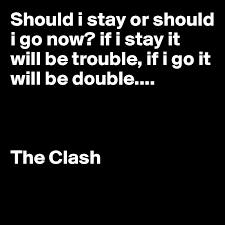 Should i stay or should
i go now? if i stay it
will be trouble, if i go it
will be double....
The Clash